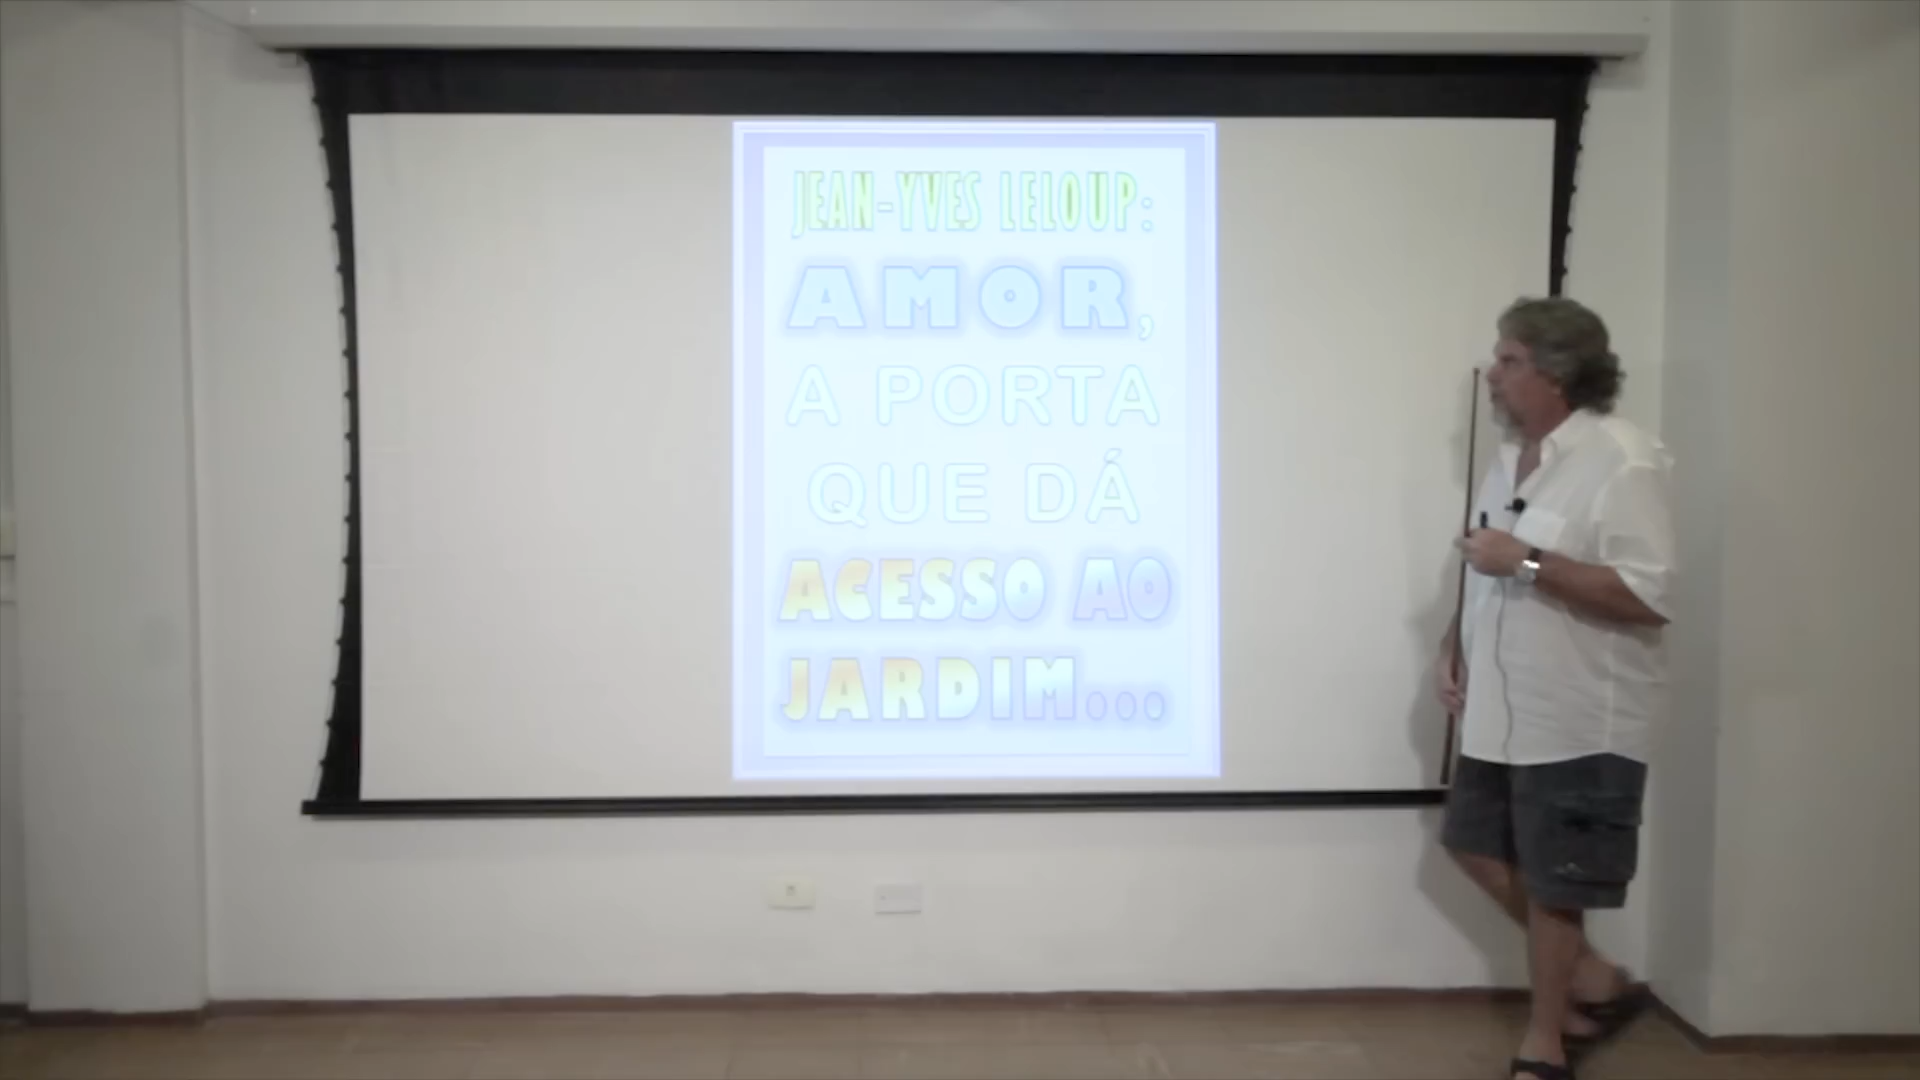 JEAN-YVES LELOUP:
AMOR,
A PORTA
QUE DÁ
ACESSO AO
JARDIM...